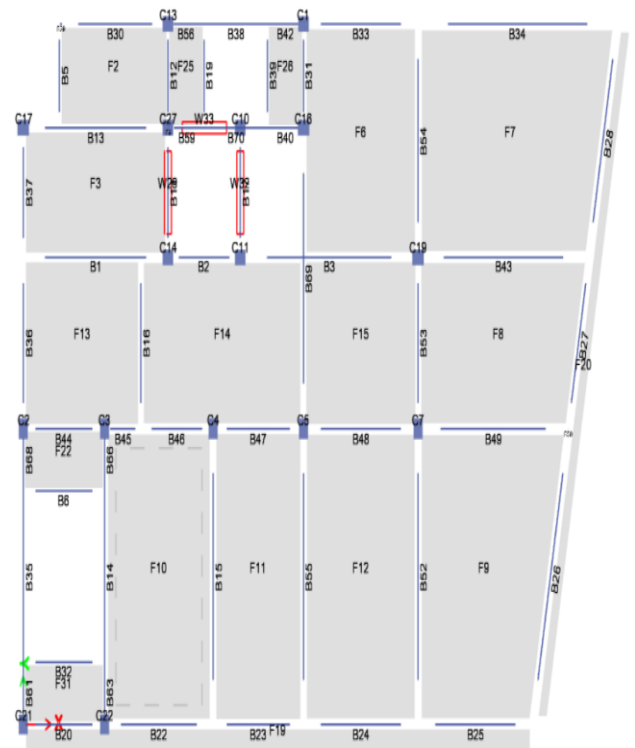 C13 C1
B30 B56 B38 B42 B33 B34
B5 F2 B12 F25 B19 B39 F26 B31
F6 B54 F7 B28
C17 C27 W33 C10
B13 B59 B70 B40
B37 F3
C14 C11 C19
B1 B2 B69 B3 B43
B36 F13 B16 F14 F15 B53 F8 B27
F20
C2 C3 C4 C5 C7
B44 B45 B46 B47 B48 B49
B68 F22 B66
B6
B35 B14 F10 B15 F11 B55 F12 B52 F9 B26
B32
B61 F31 B63
X
C21 C22
B20 B22 B23 F19 B24 B25